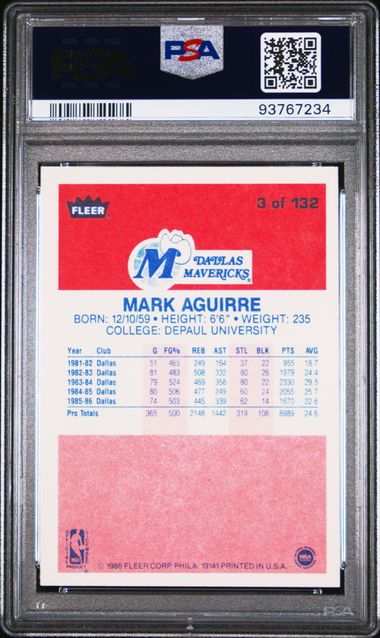 PSA
93767234
FLEER
3 of 132
M DALLAS
MAVERICKS
MARK AGUIRRE
BORN: 12/10/59 • HEIGHT: 6'6" • WEIGHT: 235
COLLEGE: DEPAUL UNIVERSITY
Year Club G FG% REB AST STL BLK PTS AVG
1981-82 Dallas 51 465 249 164 37 22 955 18.7
1982-83 Dallas 81 483 508 332 80 26 1979 24.4
1983-84 Dallas 79 524 469 358 80 22 2330 29.5
1984-85 Dallas 80 506 477 249 60 24 2055 25.7
1985-86 Dallas 74 503 445 339 62 14 1670 22.6
Pro Totals 365 500 2148 1442 319 108 8989 24.6
© 1986 FLEER CORP. PHILA. 19141 PRINTED IN U.S.A.
PSA